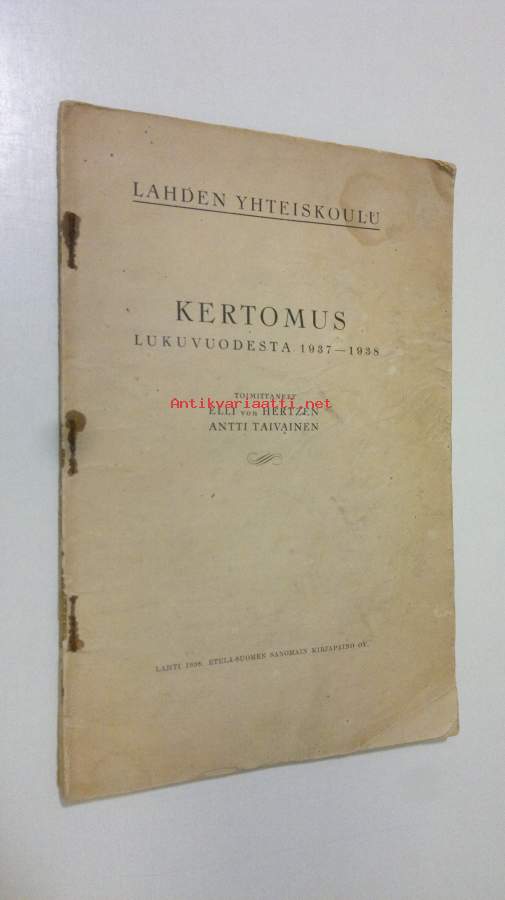 LAHDEN YHTEISKOULU
KERTOMUS
LUKUVUODESTA 1937—1938
TOIMITTANEET
Antikvariaatti.net
ELLI VON HERTZEN
ANTTI TAIVAINEN
LAHTI 1938. ETELÄ-SUOMEN SANOMAIN KIRJAPAINO OY.